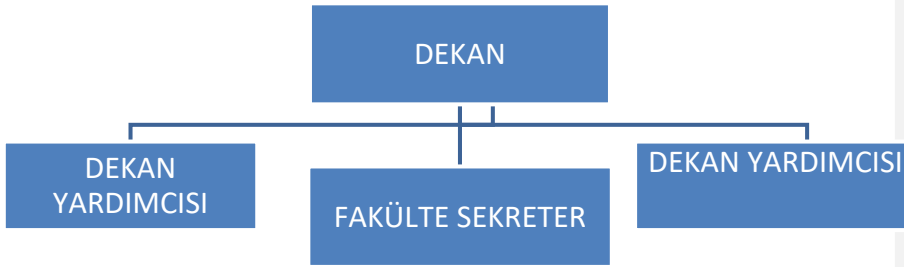 DEKAN
DEKAN
YARDIMCISI
FAKÜLTE SEKRETER
DEKAN YARDIMCISI